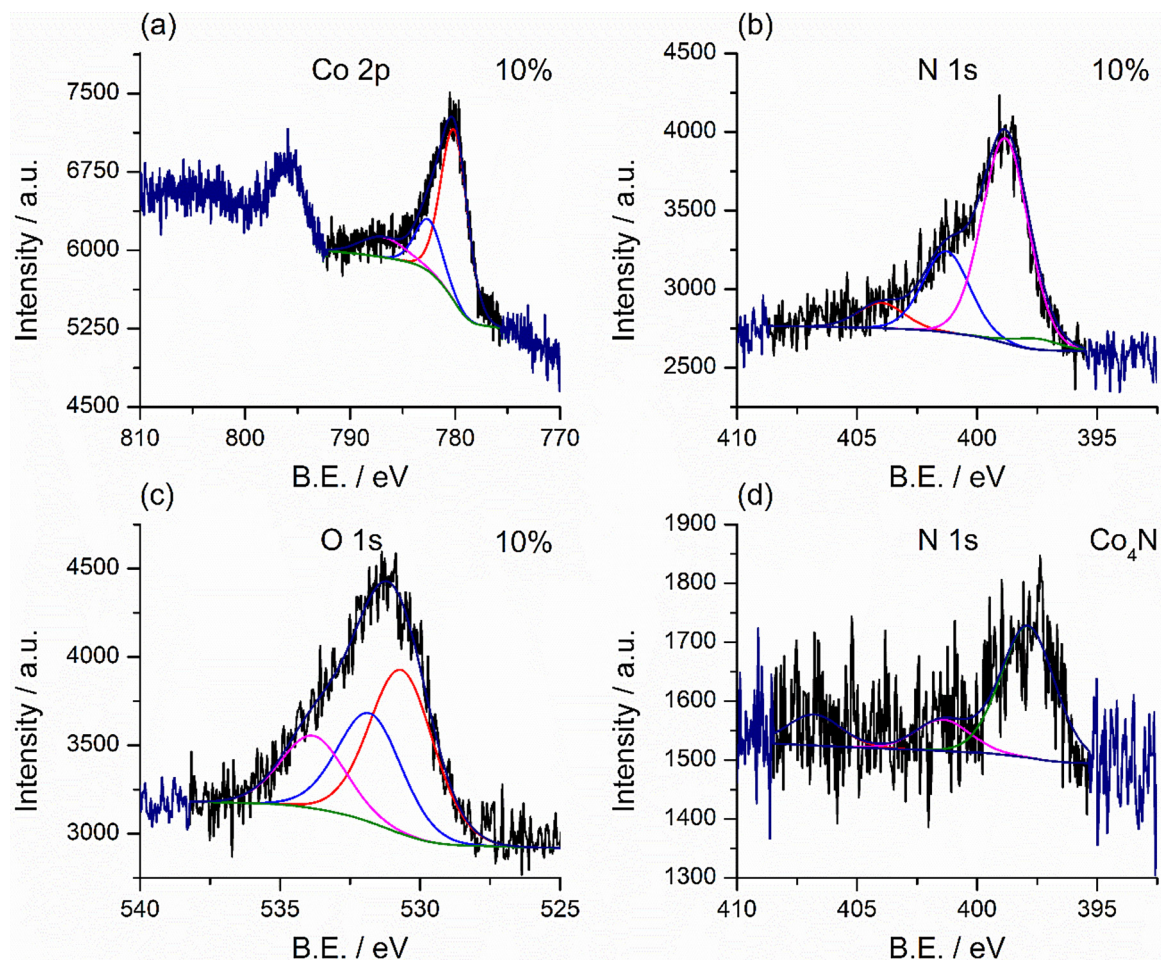 (a)
Co 2p 10%
Intensity / a.u.
7500
6750
6000
5250
4500
810 800 790 780 770
B.E. / eV
(b)
N 1s 10%
Intensity / a.u.
4500
4000
3500
3000
2500
410 405 400 395
B.E. / eV
(c)
O 1s 10%
Intensity / a.u.
4500
4000
3500
3000
540 535 530 525
B.E. / eV
(d)
N 1s Co₄N
Intensity / a.u.
1900
1800
1700
1600
1500
1400
1300
410 405 400 395
B.E. / eV